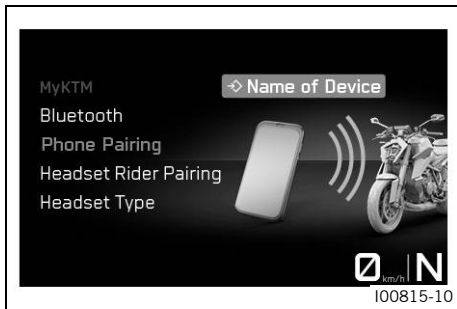 MyKTM
Name of Device
Bluetooth
Phone Pairing
Headset Rider Pairing
Headset Type
0 km/h N
I00815-10